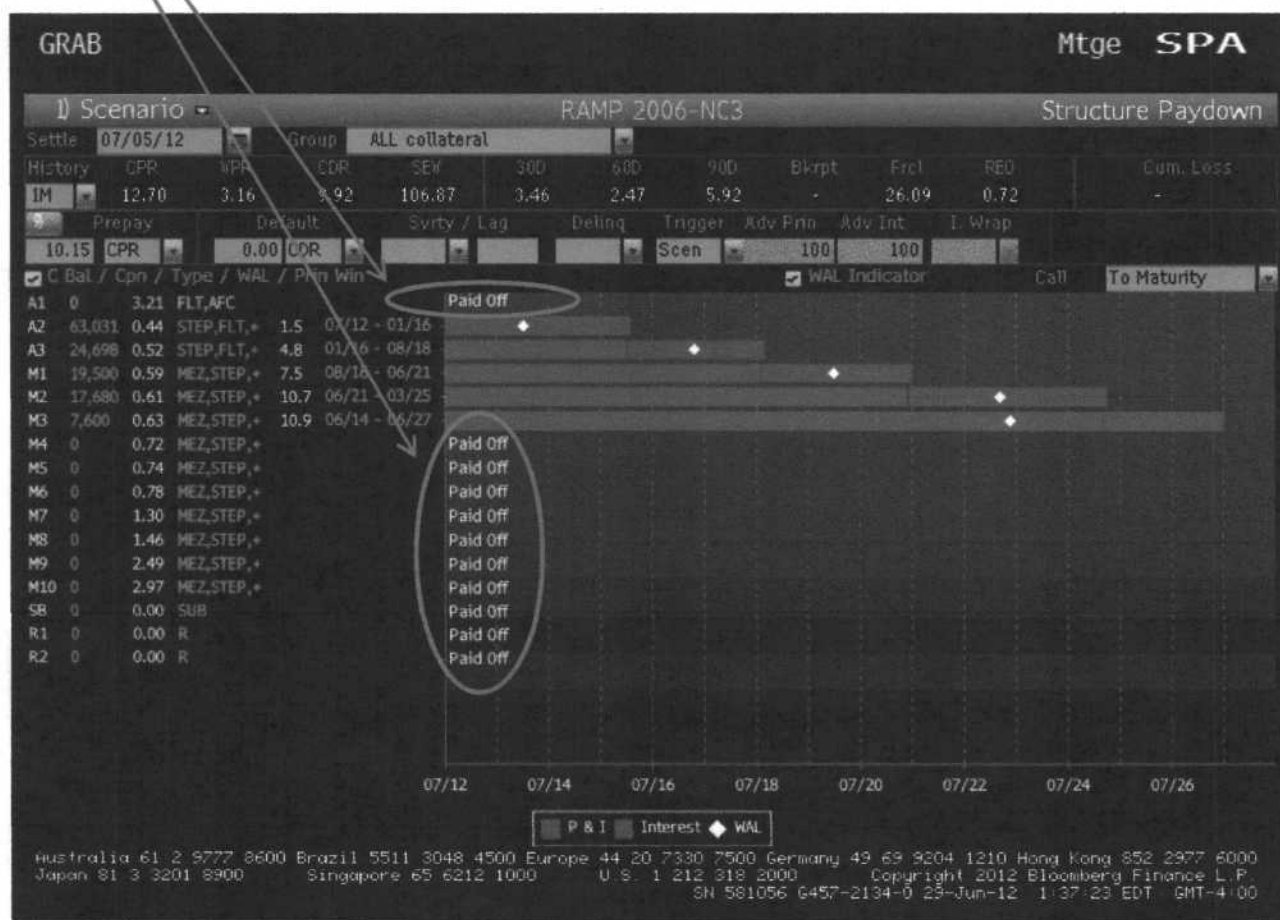 GRAB Mtge SPA
1) Scenario RAMP 2006-NC3 Structure Paydown
Settle 07/05/12 Group ALL collateral
History CPR VPR CDR SEV 30D 60D 90D Bkrpt Frcl REO Cum. Loss
1M 12.70 3.16 9.92 106.87 3.46 2.47 5.92 - 26.09 0.72 -
Prepay Default Svrty / Lag Delinq Trigger Adv Prin Adv Int I. Wrap
10.15 CPR 0.00 CDR Scen 100 100
C Bal / Cpn / Type / WAL / Prin Win WAL Indicator Call To Maturity
A1 0 3.21 FLT,AFC Paid Off
A2 63,031 0.44 STEP,FLT,+ 1.5 07/12 - 01/16
A3 24,698 0.52 STEP,FLT,+ 4.8 01/16 - 08/18
M1 19,500 0.59 MEZ,STEP,+ 7.5 08/18 - 06/21
M2 17,680 0.61 MEZ,STEP,+ 10.7 06/21 - 03/25
M3 7,600 0.63 MEZ,STEP,+ 10.9 06/14 - 06/27
M4 0 0.72 MEZ,STEP,+ Paid Off
M5 0 0.74 MEZ,STEP,+ Paid Off
M6 0 0.78 MEZ,STEP,+ Paid Off
M7 0 1.30 MEZ,STEP,+ Paid Off
M8 0 1.46 MEZ,STEP,+ Paid Off
M9 0 2.49 MEZ,STEP,+ Paid Off
M10 0 2.97 MEZ,STEP,+ Paid Off
SB 0 0.00 SUB Paid Off
R1 0 0.00 R Paid Off
R2 0 0.00 R Paid Off
07/12 07/14 07/16 07/18 07/20 07/22 07/24 07/26
P & I Interest WAL
Australia 61 2 9777 8600 Brazil 5511 3048 4500 Europe 44 20 7330 7500 Germany 49 69 9204 1210 Hong Kong 852 2977 6000
Japan 81 3 3201 8900 Singapore 65 6212 1000 U.S. 1 212 318 2000 Copyright 2012 Bloomberg Finance L.P.
SN 581056 G457-2134-0 29-Jun-12 1:37:23 EDT GMT-4:00